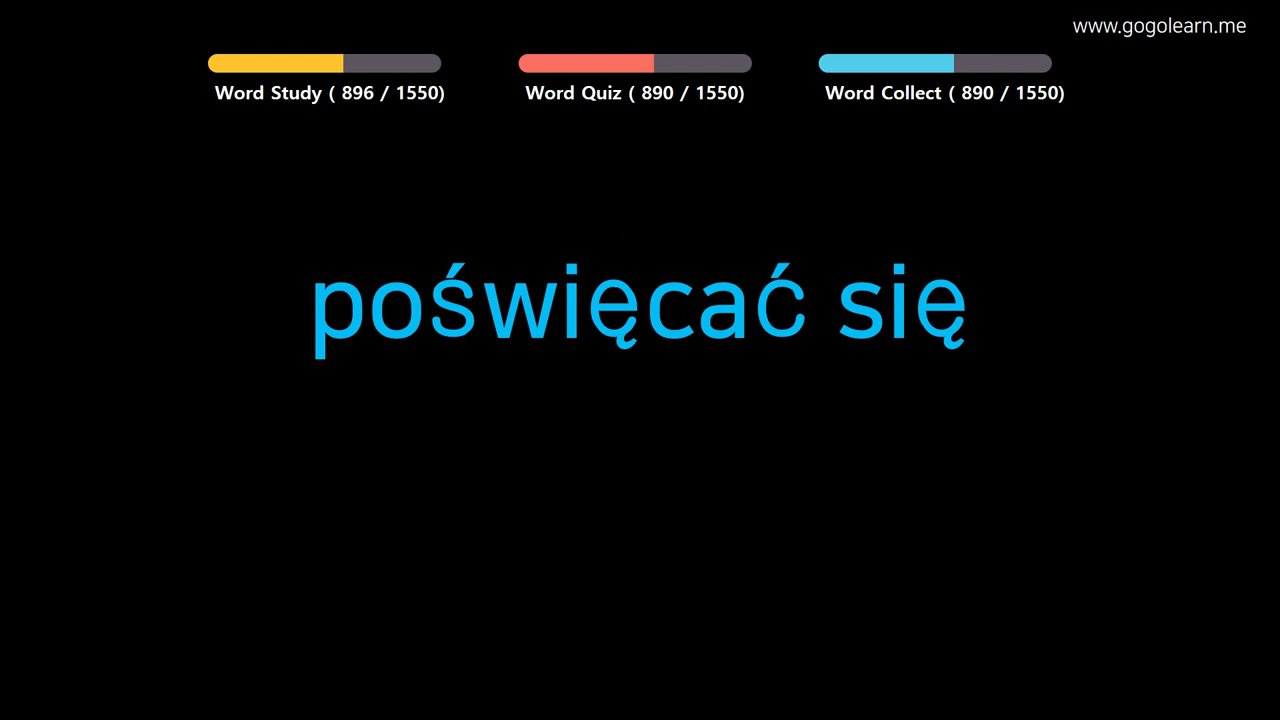 www.gogolearn.me
Word Study ( 896 / 1550)
Word Quiz ( 890 / 1550)
Word Collect ( 890 / 1550)
poświęcać się